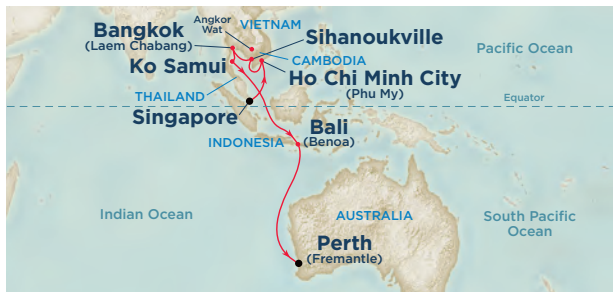 Bangkok
(Laem Chabang)
Angkor
Wat
VIETNAM
Sihanoukville
CAMBODIA
Pacific Ocean
Ko Samui
Ho Chi Minh City
(Phu My)
THAILAND
Equator
Singapore
Bali
(Benoa)
INDONESIA
Indian Ocean
AUSTRALIA
South Pacific
Ocean
Perth
(Fremantle)